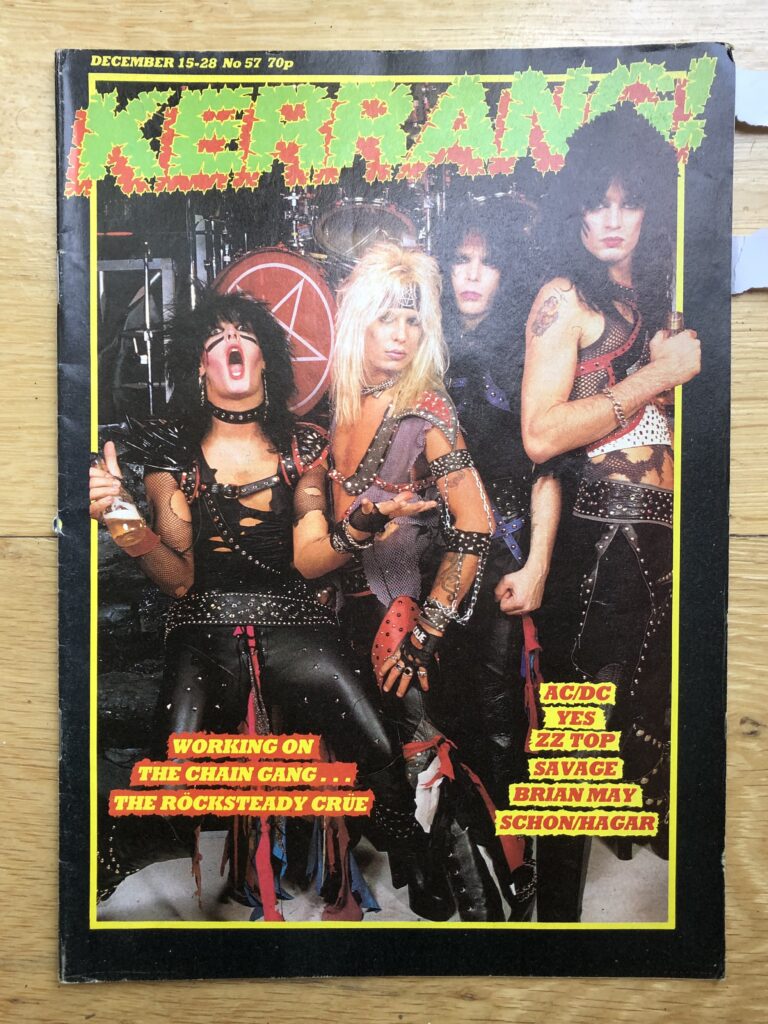 DECEMBER 15-28 No 57 70p
KERRANG!
WORKING ON
THE CHAIN GANG . . .
THE RÖCKSTEADY CRÜE
AC/DC
YES
ZZ TOP
SAVAGE
BRIAN MAY
SCHON/HAGAR